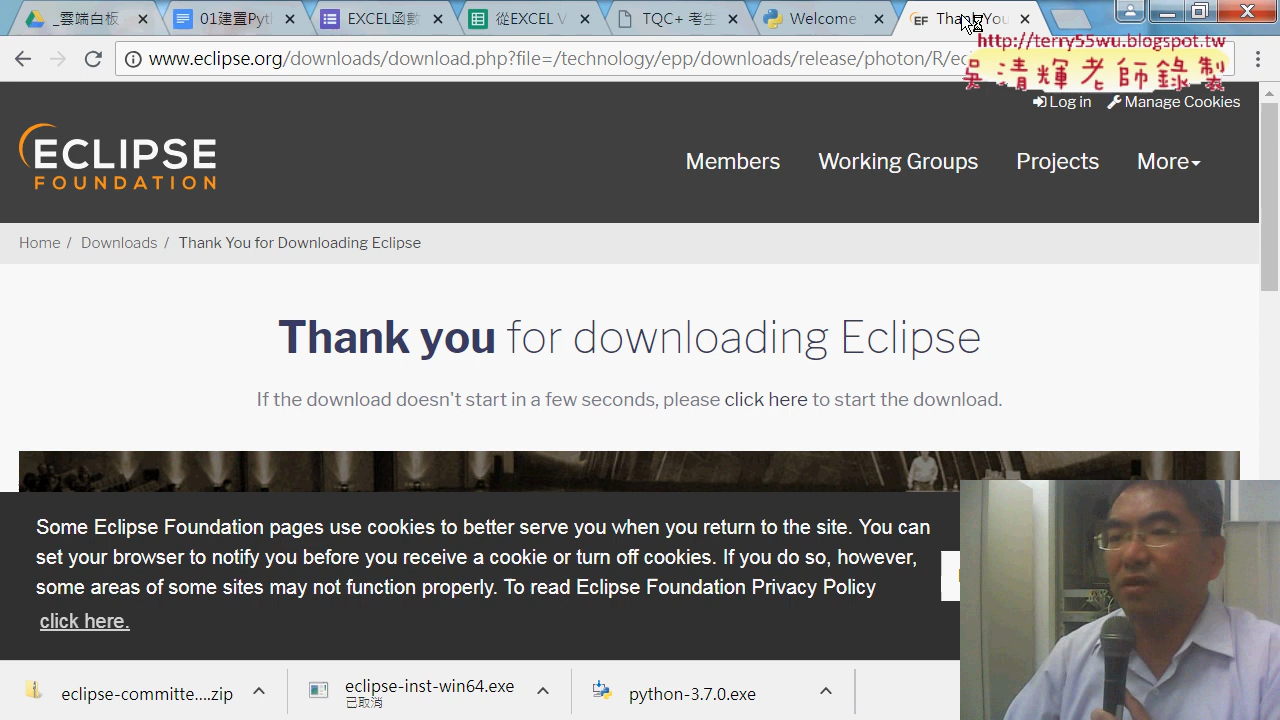 _雲端白板
01建置Pyt
EXCEL函數
從EXCEL V
TQC+ 考生
Welcome
Thank You
http://terry55wu.blogspot.tw
吳清輝老師錄製
www.eclipse.org/downloads/download.php?file=/technology/epp/downloads/release/photon/R/ec
Log in
Manage Cookies
ECLIPSE
FOUNDATION
Members
Working Groups
Projects
More
Home / Downloads / Thank You for Downloading Eclipse
Thank you for downloading Eclipse
If the download doesn't start in a few seconds, please click here to start the download.
Some Eclipse Foundation pages use cookies to better serve you when you return to the site. You can
set your browser to notify you before you receive a cookie or turn off cookies. If you do so, however,
some areas of some sites may not function properly. To read Eclipse Foundation Privacy Policy
click here.
eclipse-committe....zip
eclipse-inst-win64.exe
已取消
python-3.7.0.exe